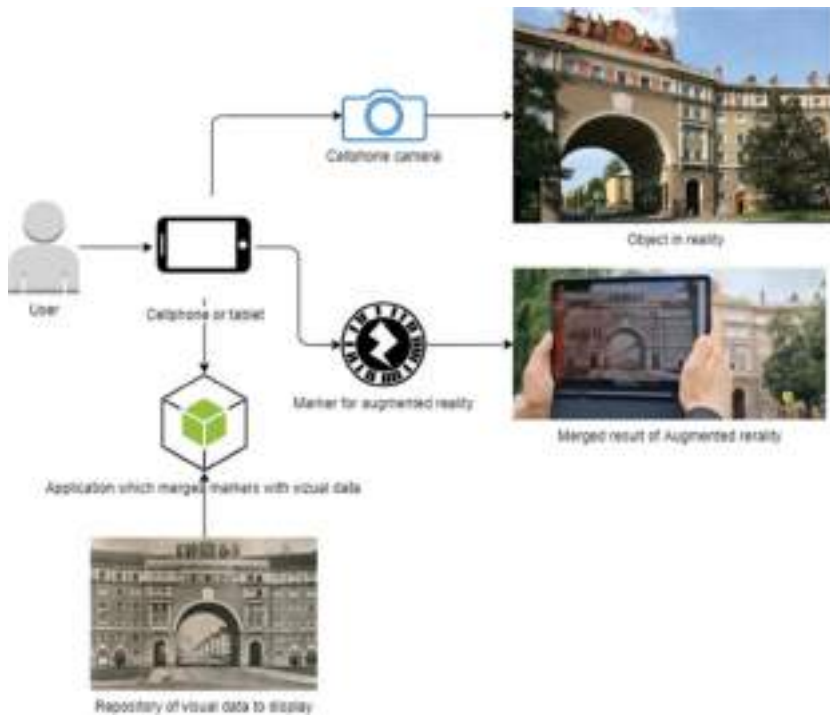 Cellphone camera
Object in reality
User
Cellphone or tablet
Marker for augmented reality
Merged result of Augmented rerality
Application which merges markers with vizual data
Repository of visual data to display